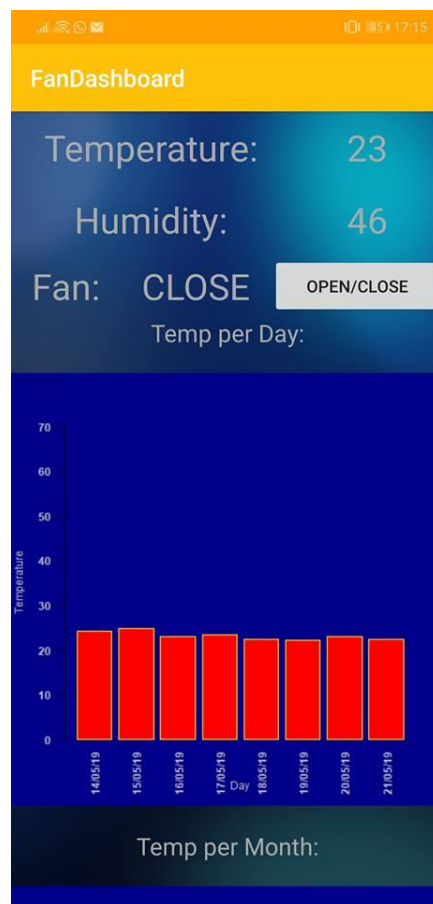 17:15
FanDashboard
Temperature: 23
Humidity: 46
Fan: CLOSE OPEN/CLOSE
Temp per Day:
70
60
50
40
30
20
10
0
Temperature
14/05/19 15/05/19 16/05/19 17/05/19 18/05/19 19/05/19 20/05/19 21/05/19
Day
Temp per Month: